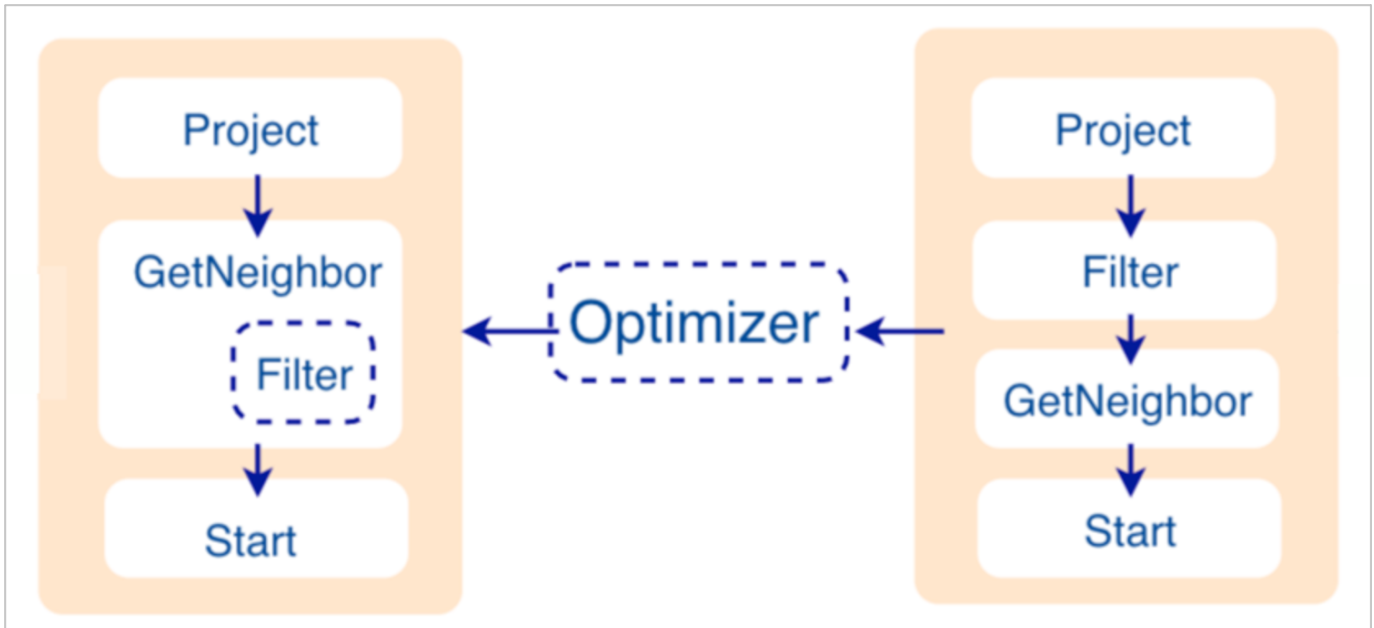 Project
GetNeighbor
Filter
Start
Optimizer
Project
Filter
GetNeighbor
Start